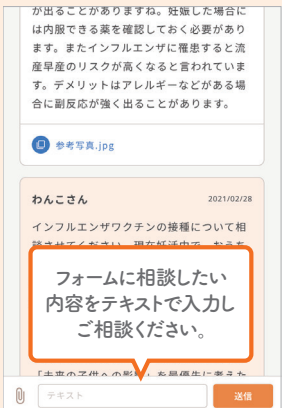 が出ることがありますね。妊娠した場合に
は内服できる薬を確認しておく必要があり
ます。またインフルエンザに罹患すると流
産早産のリスクが高くなると言われていま
す。デメリットはアレルギーなどがある場
合に副反応が強く出ることがあります。
参考写真.jpg
わんこさん 2021/02/28
インフルエンザワクチンの接種について相
フォームに相談したい
内容をテキストで入力し
ご相談ください。
「未来の子供への影響」を最優先に考えた
テキスト 送信